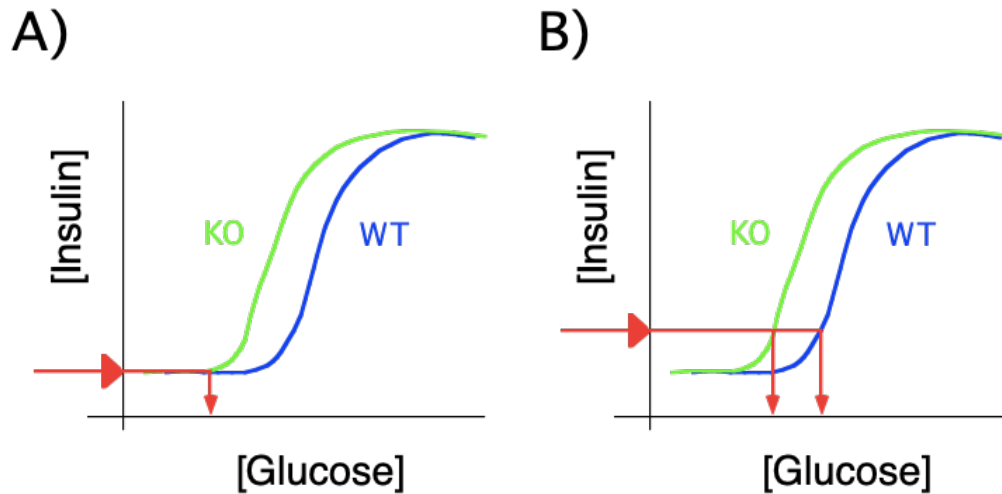 A)
[Insulin]
KO
WT
[Glucose]
B)
[Insulin]
KO
WT
[Glucose]